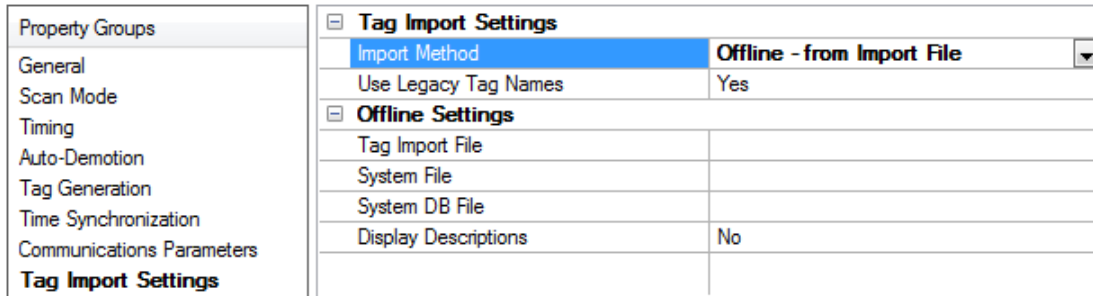 Property Groups
General
Scan Mode
Timing
Auto-Demotion
Tag Generation
Time Synchronization
Communications Parameters
Tag Import Settings
Tag Import Settings
Import Method Offline - from Import File
Use Legacy Tag Names Yes
Offline Settings
Tag Import File
System File
System DB File
Display Descriptions No